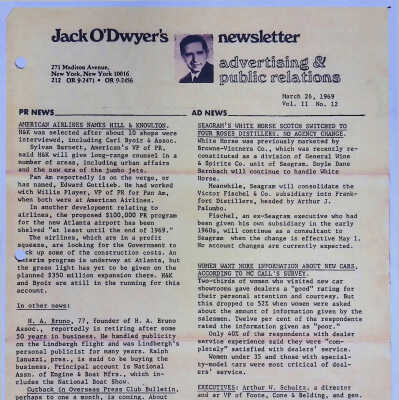 Jack O'Dwyer's newsletter
271 Madison Avenue,
New York, New York 10016
212 OR 9-2471 • OR 9-2456
advertising &
public relations
March 26, 1969
Vol. II No. 12
PR NEWS
AMERICAN AIRLINES NAMES HILL & KNOWLTON.
H&K was selected after about 10 shops were
interviewed, including Carl Byoir & Assoc.
Sylvan Barnett, American's VP of PR,
said H&K will give long-range counsel in a
number of areas, including urban affairs
and the new era of the jumbo jets.
Pan Am reportedly is on the verge, or
has named, Edward Gottlieb. He had worked
with Willis Player, VP of PR for Pan Am,
when both were at American Airlines.
In another development relating to
airlines, the proposed $100,000 PR program
for the new Atlanta airport has been
shelved "at least until the end of 1969."
The airlines, which are in a profit
squeeze, are looking for the Government to
ck up some of the construction costs. An
interim program is underway at Atlanta, but
the green light has yet to be given on the
planned $350 million expansion there. H&K
and Byoir are still in the running for this
account.
In other news:
H. A. Bruno, 77, founder of H. A. Bruno
Assoc., reportedly is retiring after some
50 years in business. He handled publicity
on the Lindbergh flight and was Lindbergh's
personal publicist for many years. Ralph
Ianuzzi, pres., is said to be buying the
business. Principal account is National
Assn. of Engine & Boat Mfrs., which in-
cludes the National Boat Show.
Cutback in Overseas Press Club Bulletin,
perhaps to one a month, is coming. About
AD NEWS
SEAGRAM'S WHITE HORSE SCOTCH SWITCHED TO
FOUR ROSES DISTILLERS. NO AGENCY CHANGE.
White Horse was previously marketed by
Browne-Vintners Co., which was recently re-
constituted as a division of General Wine
& Spirits Co. unit of Seagram. Doyle Dane
Bernbach will continue to handle White
Horse.
Meanwhile, Seagram will consolidate the
Victor Fischel & Co. subsidiary into Frank-
fort Distillers, headed by Arthur J.
Palumbo.
Fischel, an ex-Seagram executive who had
been given his own subsidiary in the early
1960s, will continue as a consultant to
Seagram when the change is effective May 1.
No account changes are currently expected.
WOMEN WANT MORE INFORMATION ABOUT NEW CARS,
ACCORDING TO MC CALL'S SURVEY.
Two-thirds of women who visited new car
showrooms gave dealers a "good" rating for
their personal attention and courtesy. But
this dropped to 52% when women were asked
about the amount of information given by the
salesmen. Twelve per cent of the respondents
rated the information given as "poor."
Only 40% of the respondents with dealer
service experience said they were "com-
pletely" satisfied with dealers' service.
Women under 35 and those with special-
ty-model cars were most critical of deal-
ers' service.
EXECUTIVES: Arthur W. Schultz, a director
and sr VP of Foote, Cone & Belding, and gen.